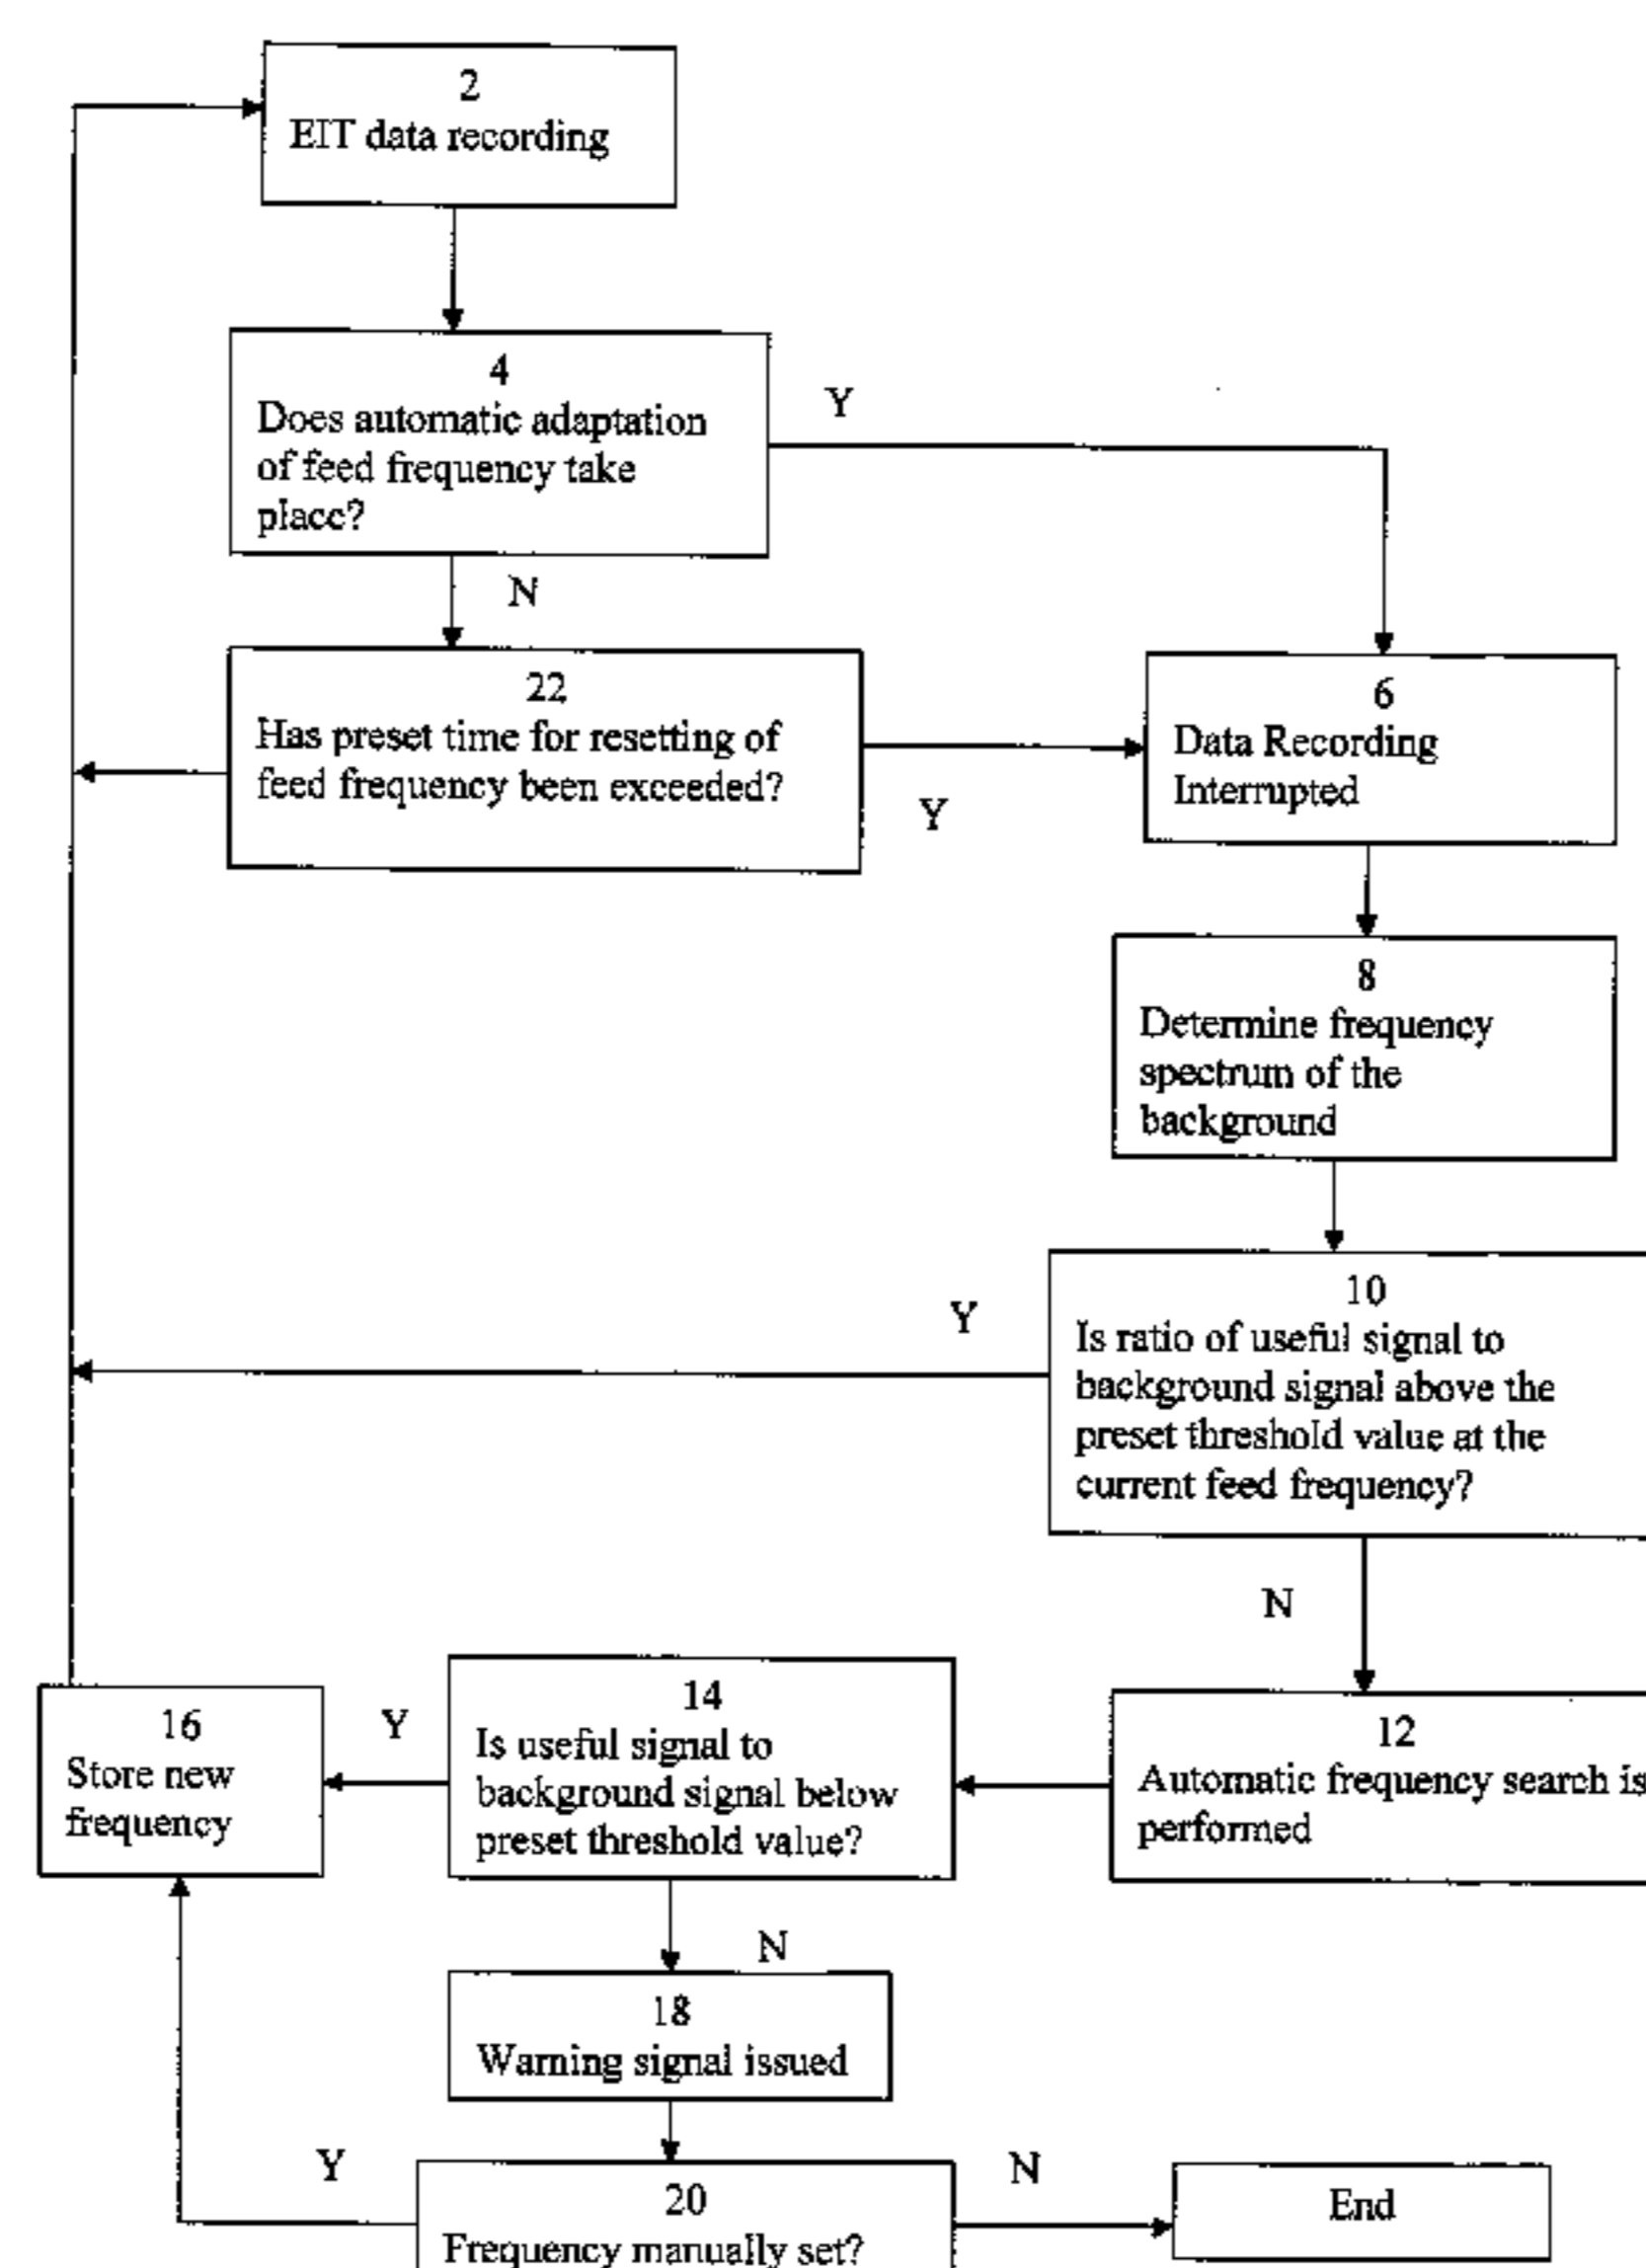 2
EIT data recording
4
Does automatic adaptation
of feed frequency take
place?
Y
N
22
Has preset time for resetting of
feed frequency been exceeded?
Y
6
Data Recording
Interrupted
8
Determine frequency
spectrum of the
background
10
Is ratio of useful signal to
background signal above the
preset threshold value at the
current feed frequency?
Y
N
12
Automatic frequency search is
performed
14
Is useful signal to
background signal below
preset threshold value?
Y
16
Store new
frequency
N
18
Warning signal issued
20
Frequency manually set?
Y
N
End